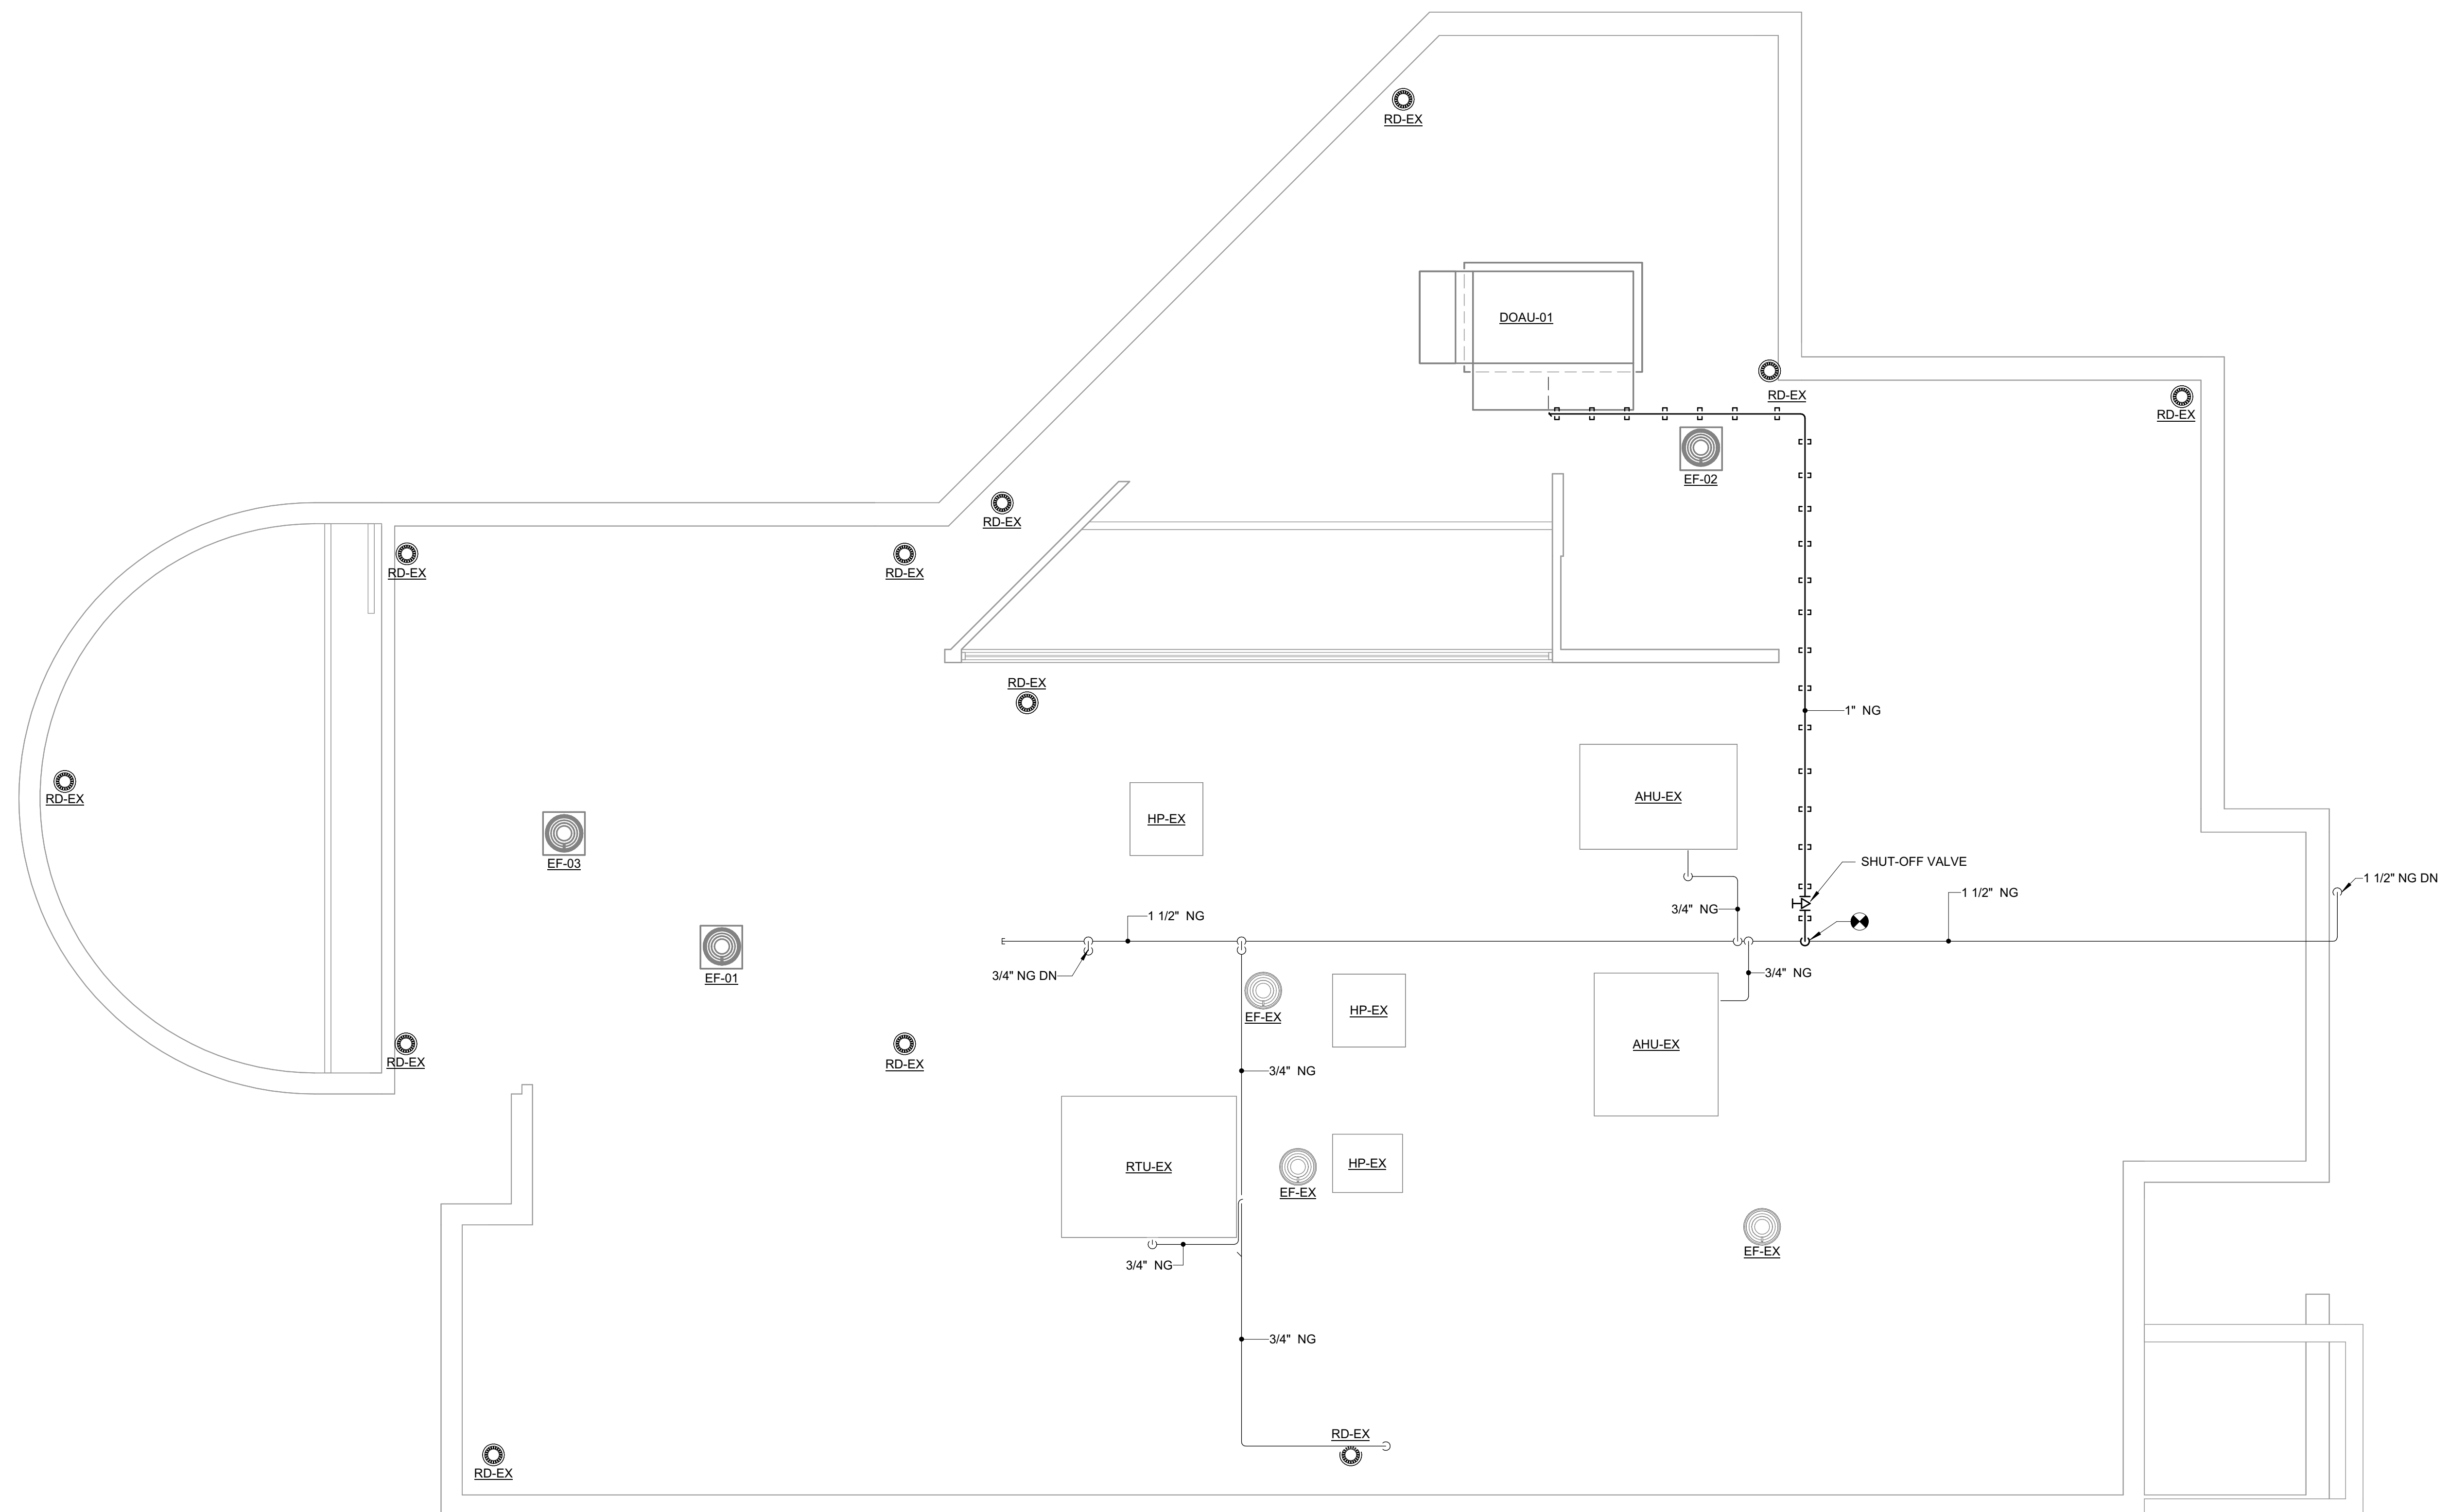 RD-EX
DOAU-01
RD-EX
RD-EX
EF-02
RD-EX
RD-EX
RD-EX
RD-EX
1"  NG
RD-EX
AHU-EX
HP-EX
EF-03
SHUT-OFF VALVE
1 1/2" NG DN
1 1/2"  NG
3/4"  NG
1 1/2"  NG
3/4" NG DN
3/4"  NG
EF-01
EF-EX
HP-EX
AHU-EX
RD-EX
RD-EX
3/4"  NG
RTU-EX
HP-EX
EF-EX
EF-EX
3/4"  NG
3/4"  NG
RD-EX
RD-EX